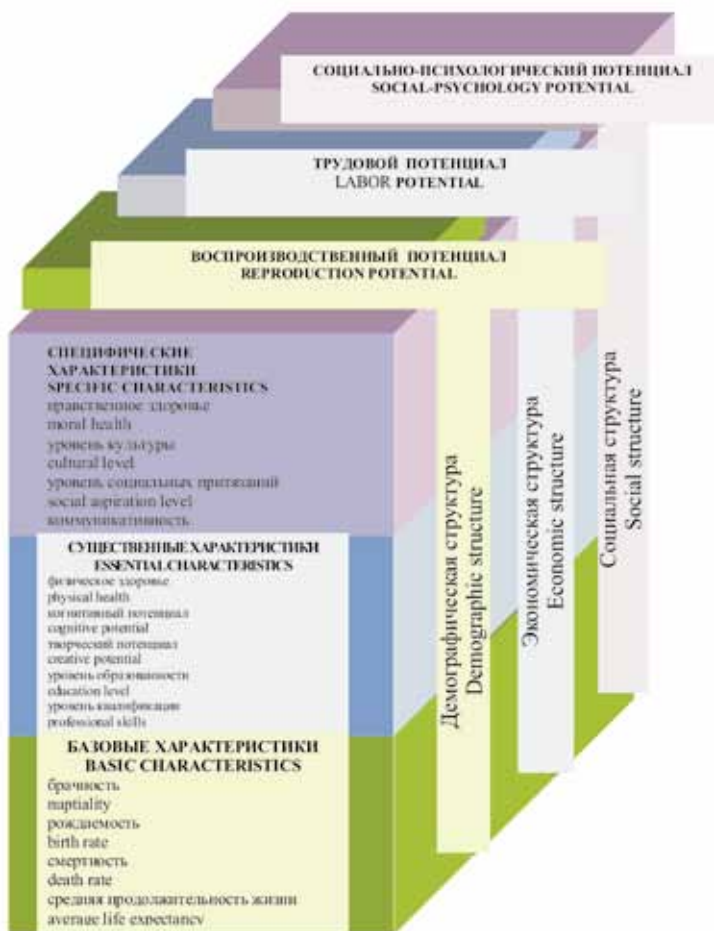 СОЦИАЛЬНО-ПСИХОЛОГИЧЕСКИЙ ПОТЕНЦИАЛ
SOCIAL-PSYCHOLOGY POTENTIAL
ТРУДОВОЙ ПОТЕНЦИАЛ
LABOR POTENTIAL
ВОСПРОИЗВОДСТВЕННЫЙ ПОТЕНЦИАЛ
REPRODUCTION POTENTIAL
СПЕЦИФИЧЕСКИЕ
ХАРАКТЕРИСТИКИ
SPECIFIC CHARACTERISTICS
нравственное здоровье
moral health
уровень культуры
cultural level
уровень социальных притязаний
social aspiration level
коммуникативность
СУЩЕСТВЕННЫЕ ХАРАКТЕРИСТИКИ
ESSENTIAL CHARACTERISTICS
физическое здоровье
physical health
когнитивный потенциал
cognitive potential
творческий потенциал
creative potential
уровень образованности
education level
уровень квалификации
professional skills
БАЗОВЫЕ ХАРАКТЕРИСТИКИ
BASIC CHARACTERISTICS
брачность
nuptiality
рождаемость
birth rate
смертность
death rate
средняя продолжительность жизни
average life expectancy
Демографическая структура
Demographic structure
Экономическая структура
Economic structure
Социальная структура
Social structure